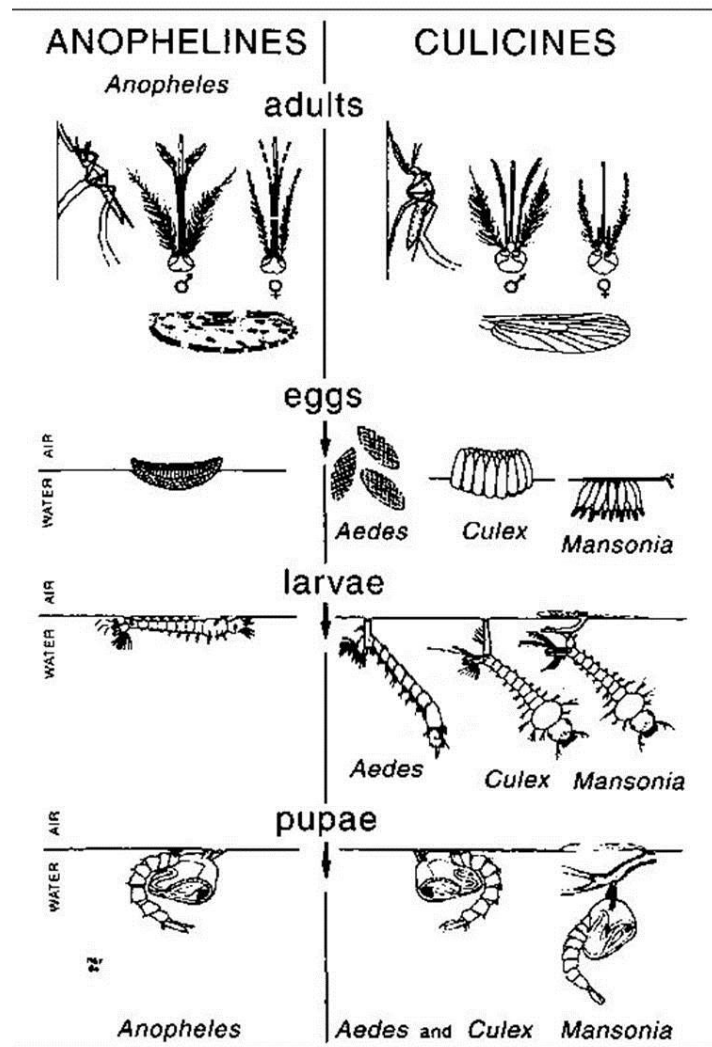 ANOPHELINES
CULICINES
Anopheles
adults
♂
♀
♂
♀
eggs
AIR
WATER
Aedes
Culex
Mansonia
larvae
AIR
WATER
Aedes
Culex
Mansonia
pupae
AIR
WATER
Anopheles
Aedes and Culex
Mansonia